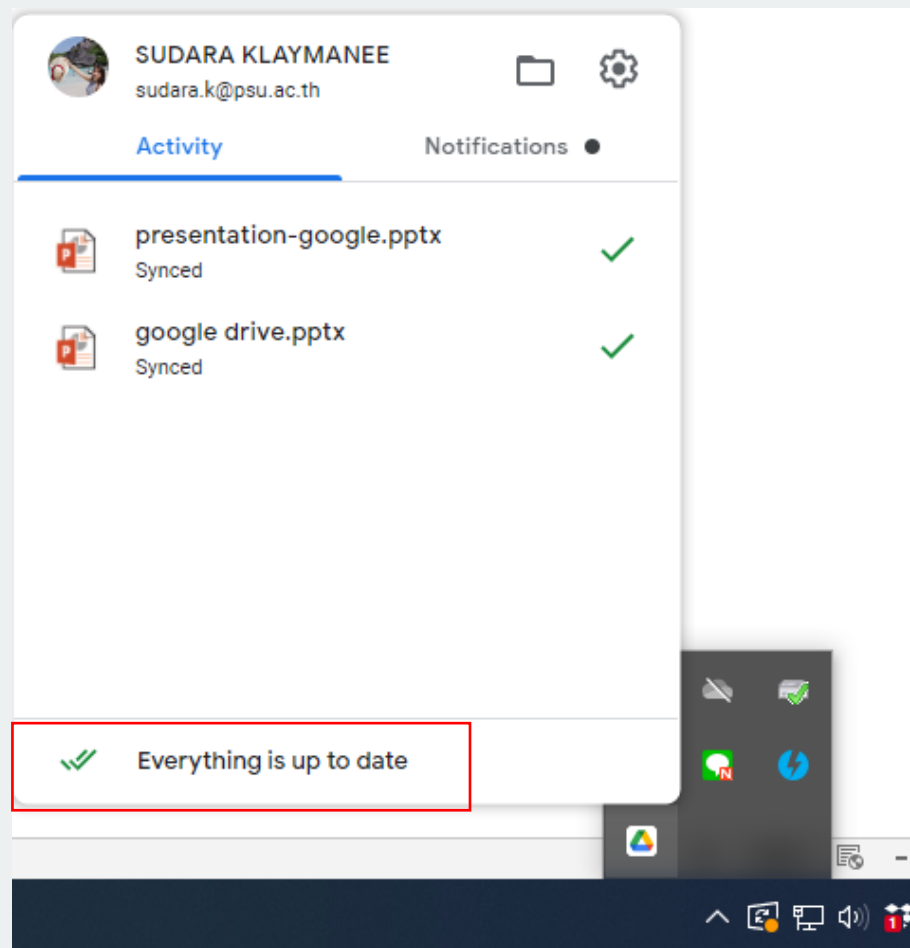 SUDARA KLAYMANEE
sudara.k@psu.ac.th
Activity
Notifications
presentation-google.pptx
Synced
google drive.pptx
Synced
Everything is up to date
P
P
N
1